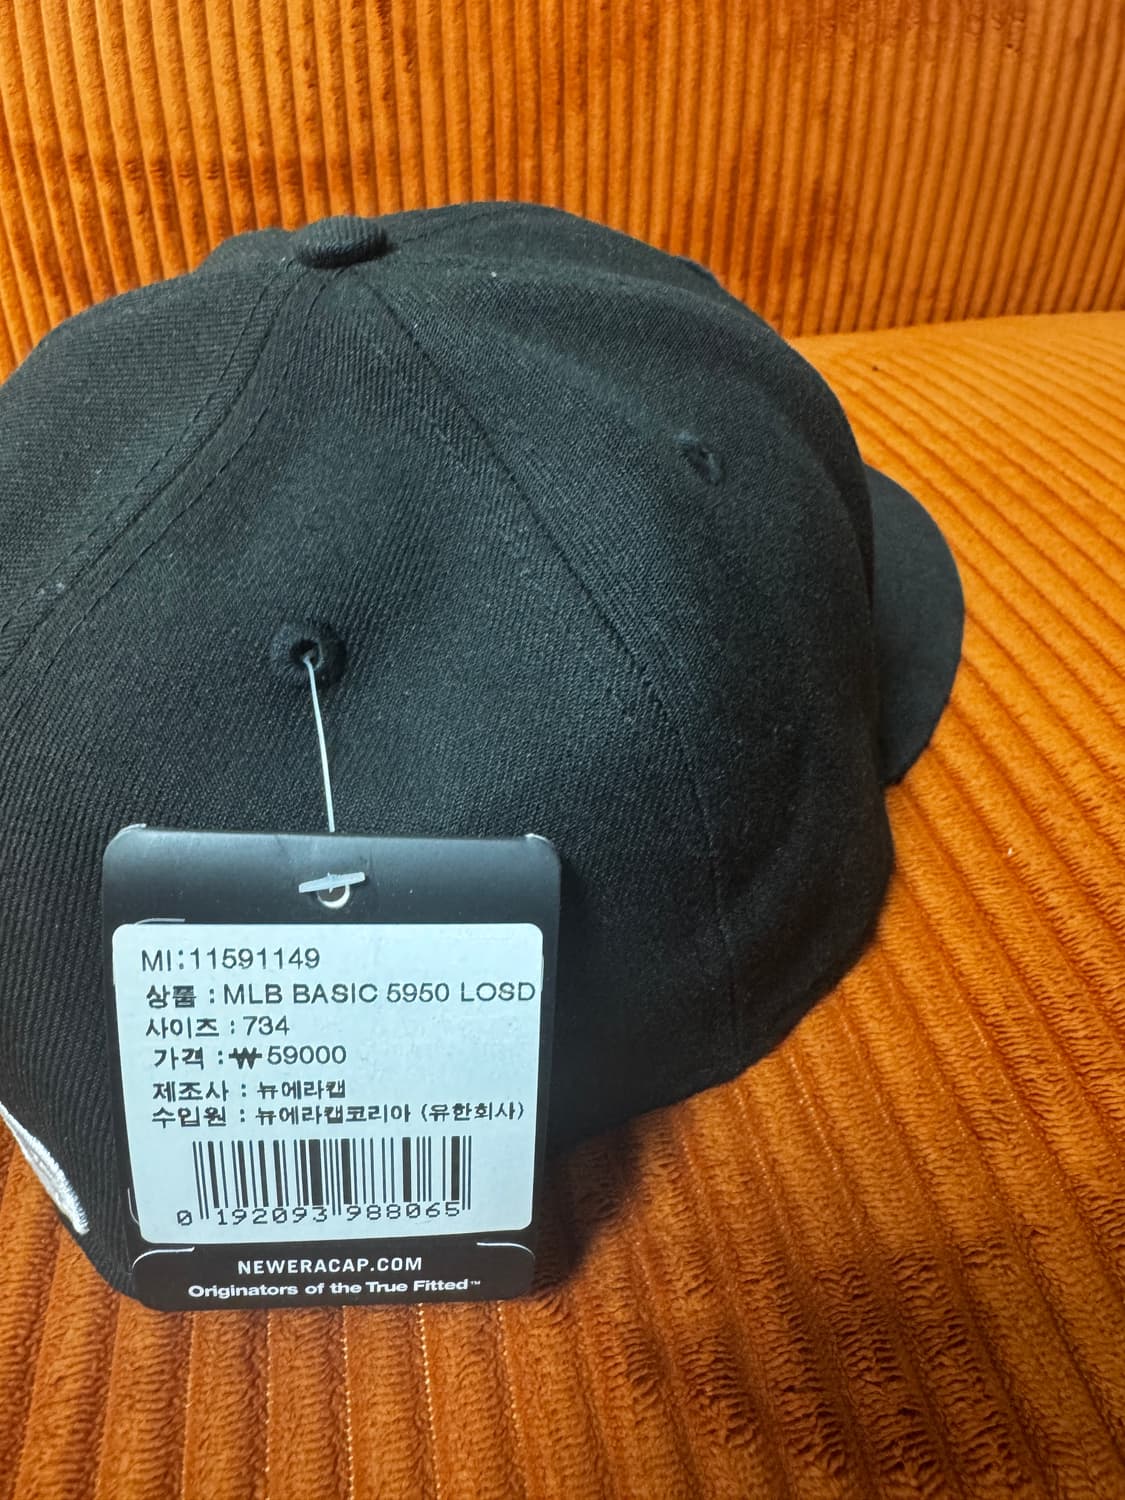 MI:11591149
상품 : MLB BASIC 5950 LOSD
사이즈 : 734
가격 : ₩59000
제조사 : 뉴에라캡
수입원 : 뉴에라캡코리아 (유한회사)
0 192093 988065
NEWERACAP.COM
Originators of the True Fitted™